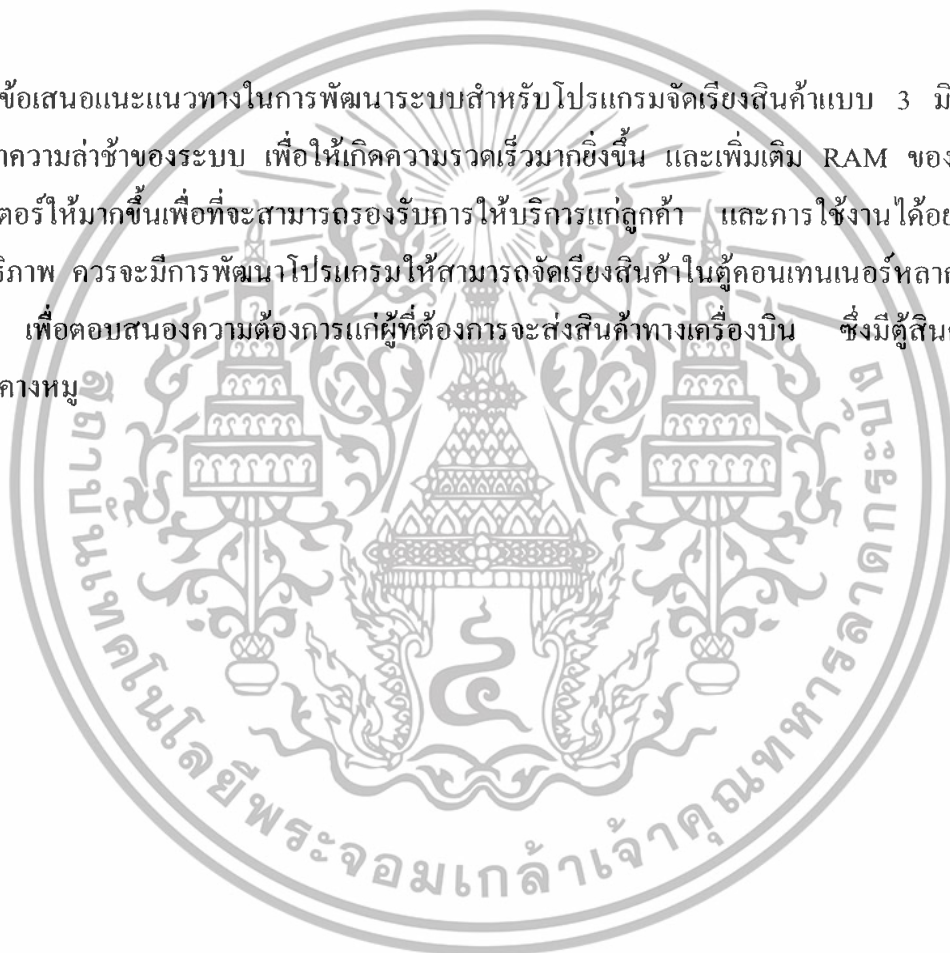 ข้อเสนอแนะแนวทางในการพัฒนาระบบสำหรับโปรแกรมจัดเรียงสินค้าแบบ 3 มิ
าความล่าช้าของระบบ เพื่อให้เกิดความรวดเร็วมากยิ่งขึ้น และเพิ่มเติม RAM ของ
ตอร์ให้มากขึ้นเพื่อที่จะสามารถรองรับการให้บริการแก่ลูกค้า และการใช้งานได้อย
ธิภาพ ควรจะมีการพัฒนาโปรแกรมให้สามารถจัดเรียงสินค้าในตู้คอนเทนเนอร์หลาก
เพื่อตอบสนองความต้องการแก่ผู้ที่ต้องการจะส่งสินค้าทางเครื่องบิน ซึ่งมีตู้สิน
คางหมู
สถาบันเทคโนโลยีพระจอมเกล้าเจ้าคุณทหารลาดกระบัง